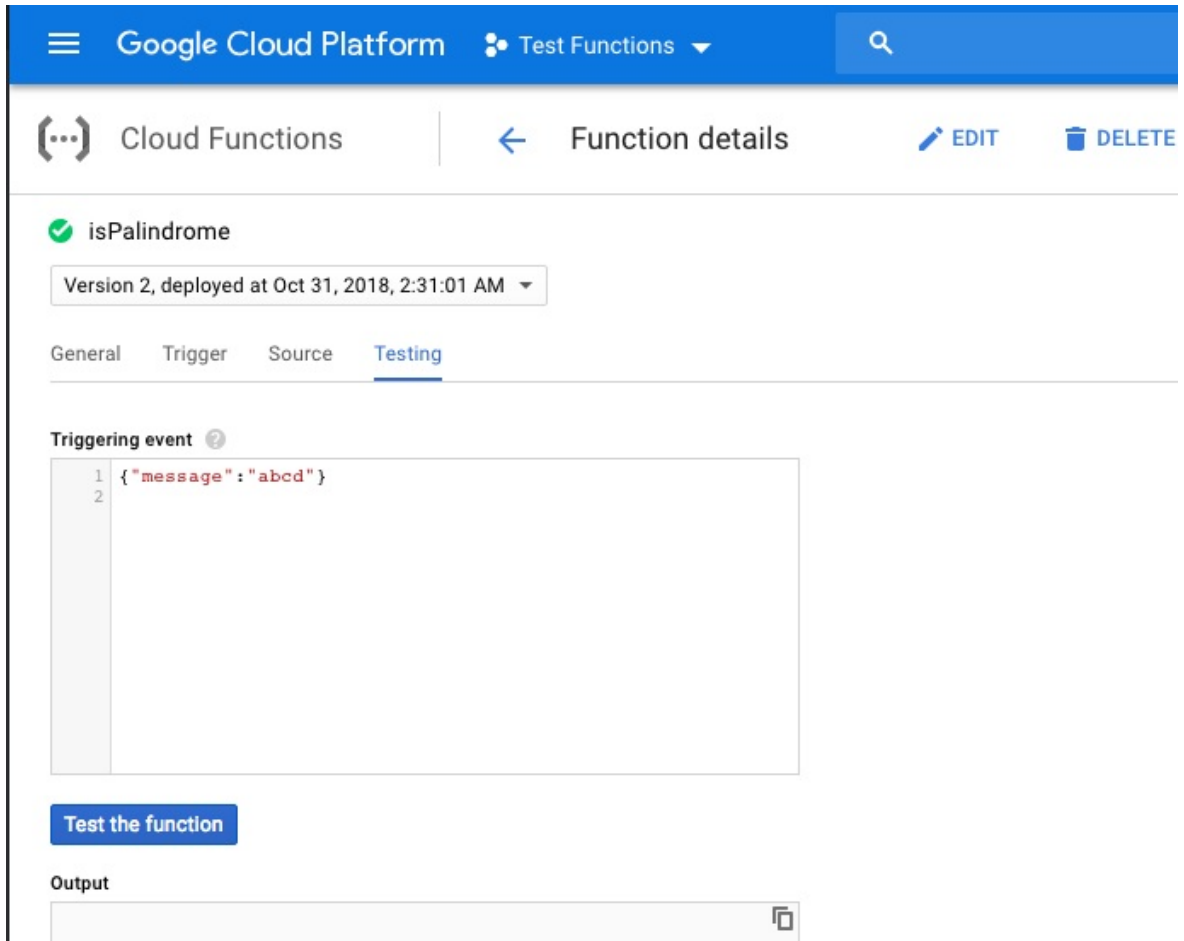 Google Cloud Platform Test Functions
Cloud Functions Function details EDIT DELETE
isPalindrome
Version 2, deployed at Oct 31, 2018, 2:31:01 AM
General Trigger Source Testing
Triggering event ?
1 {"message":"abcd"}
2
Test the function
Output